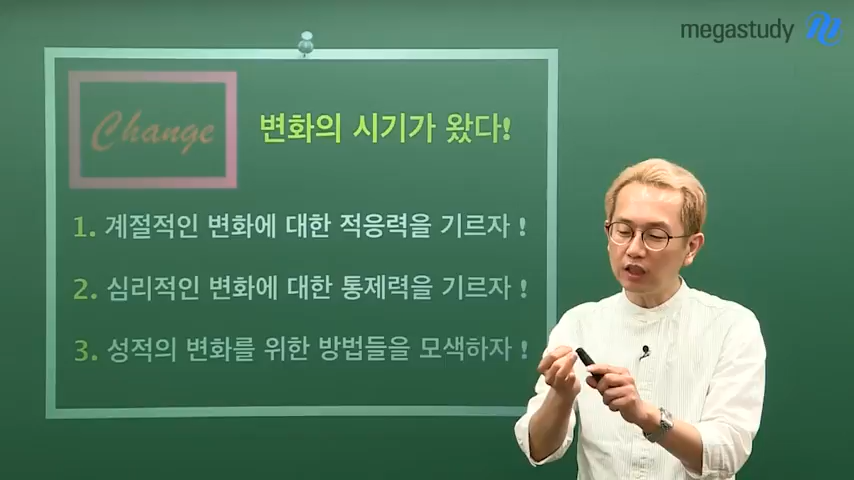 megastudy
Change
변화의 시기가 왔다!
1. 계절적인 변화에 대한 적응력을 기르자 !
2. 심리적인 변화에 대한 통제력을 기르자 !
3. 성적의 변화를 위한 방법들을 모색하자 !